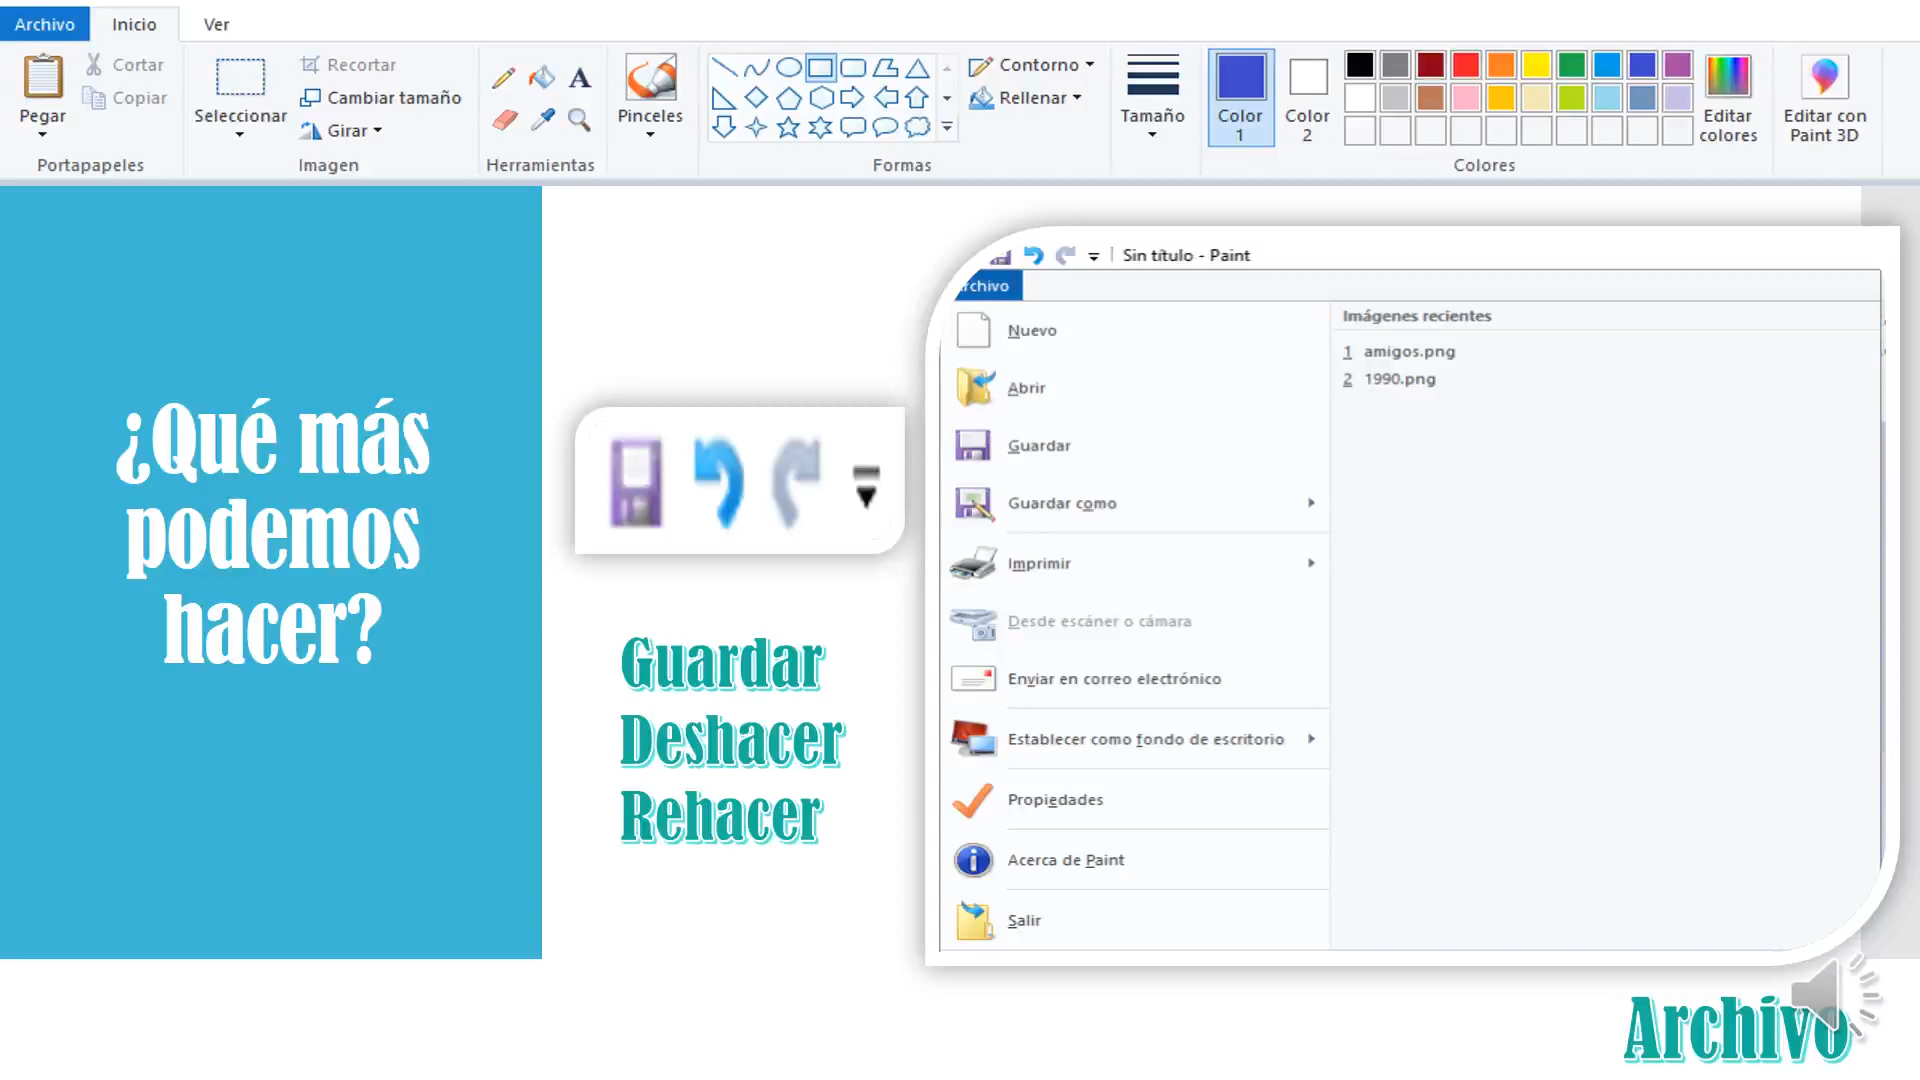 Archivo Inicio Ver
Pegar
Cortar
Copiar
Portapapeles
Seleccionar
Recortar
Cambiar tamaño
Girar
Imagen
A
Herramientas
Pinceles
Contorno
Rellenar
Formas
Tamaño
Color
1
Color
2
Editar
colores
Colores
Editar con
Paint 3D
¿Qué más
podemos
hacer?
Guardar
Deshacer
Rehacer
Sin título - Paint
rchivo
Nuevo
Abrir
Guardar
Guardar como
Imprimir
Desde escáner o cámara
Enviar en correo electrónico
Establecer como fondo de escritorio
Propiedades
Acerca de Paint
Salir
Imágenes recientes
1 amigos.png
2 1990.png
Archivo